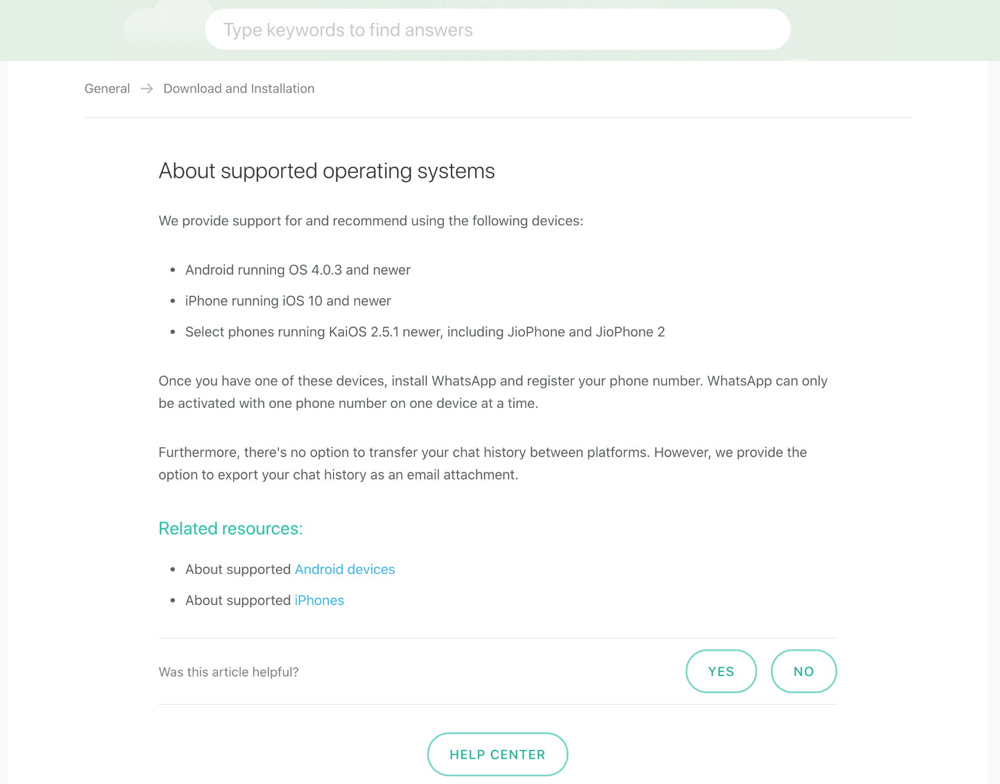 Type keywords to find answers
General → Download and Installation
About supported operating systems
We provide support for and recommend using the following devices:
• Android running OS 4.0.3 and newer
• iPhone running iOS 10 and newer
• Select phones running KaiOS 2.5.1 newer, including JioPhone and JioPhone 2
Once you have one of these devices, install WhatsApp and register your phone number. WhatsApp can only
be activated with one phone number on one device at a time.
Furthermore, there's no option to transfer your chat history between platforms. However, we provide the
option to export your chat history as an email attachment.
Related resources:
• About supported Android devices
• About supported iPhones
Was this article helpful?
YES
NO
HELP CENTER